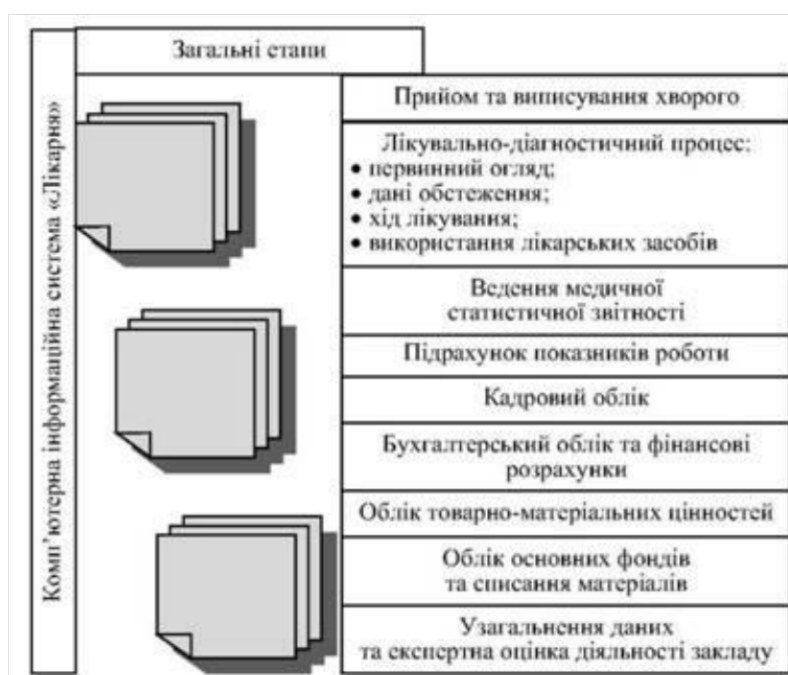 Комп’ютерна інформаційна система «Лікарня»
Загальні етапи
Прийом та виписування хворого
Лікувально-діагностичний процес:
• первинний огляд;
• дані обстеження;
• хід лікування;
• використання лікарських засобів
Ведення медичної
статистичної звітності
Підрахунок показників роботи
Кадровий облік
Бухгалтерський облік та фінансові
розрахунки
Облік товарно-матеріальних цінностей
Облік основних фондів
та списання матеріалів
Узагальнення даних
та експертна оцінка діяльності закладу